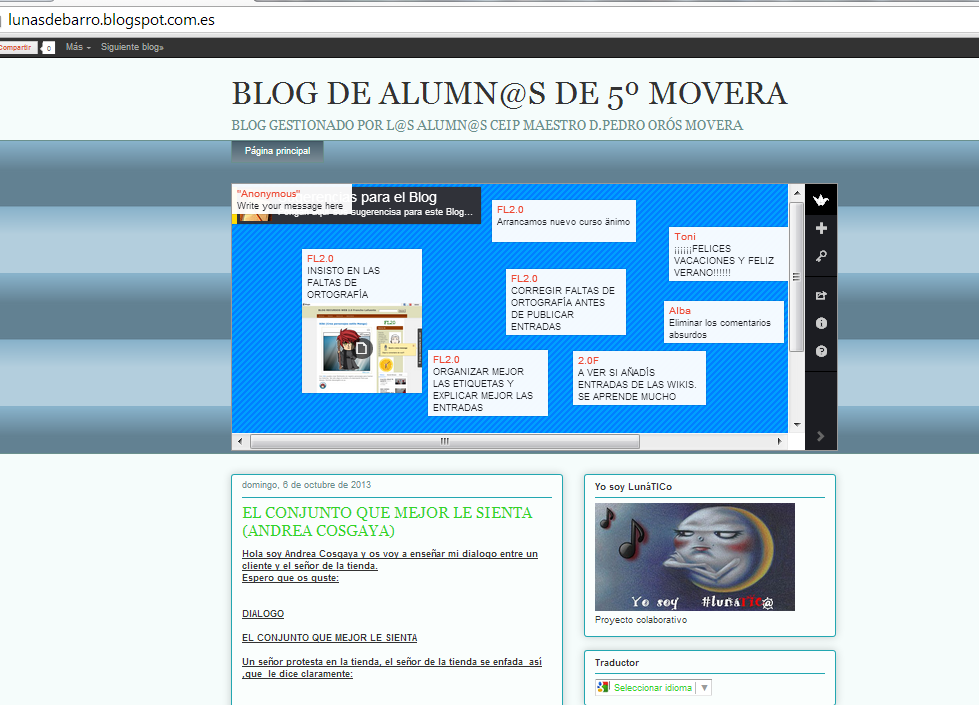 lunasdebarro.blogspot.com.es
Compartir 0 Más Siguiente blog»
BLOG DE ALUMN@S DE 5º MOVERA
BLOG GESTIONADO POR L@S ALUMN@S CEIP MAESTRO D.PEDRO ORÓS MOVERA
Página principal
"Anonymous"
Write your message here
para el Blog
sugerencisa para este Blog...
FL2.0
Arrancamos nuevo curso ánimo
Toni
¡¡¡¡¡¡FELICES
VACACIONES Y FELIZ
VERANO!!!!!!
FL2.0
INSISTO EN LAS
FALTAS DE
ORTOGRAFÍA
FL2.0
CORREGIR FALTAS DE
ORTOGRAFÍA ANTES
DE PUBLICAR
ENTRADAS
Alba
Eliminar los comentarios
absurdos
FL2.0
ORGANIZAR MEJOR
LAS ETIQUETAS Y
EXPLICAR MEJOR LAS
ENTRADAS
2.0F
A VER SI AÑADÍS
ENTRADAS DE LAS WIKIS.
SE APRENDE MUCHO
domingo, 6 de octubre de 2013
EL CONJUNTO QUE MEJOR LE SIENTA
(ANDREA COSGAYA)
Hola soy Andrea Cosgaya y os voy a enseñar mi dialogo entre un
cliente y el señor de la tienda.
Espero que os guste:
DIALOGO
EL CONJUNTO QUE MEJOR LE SIENTA
Un señor protesta en la tienda, el señor de la tienda se enfada así
,que le dice claramente:
Yo soy LunáTICo
Yo soy #luñáTIC@
Proyecto colaborativo
Traductor
Seleccionar idioma